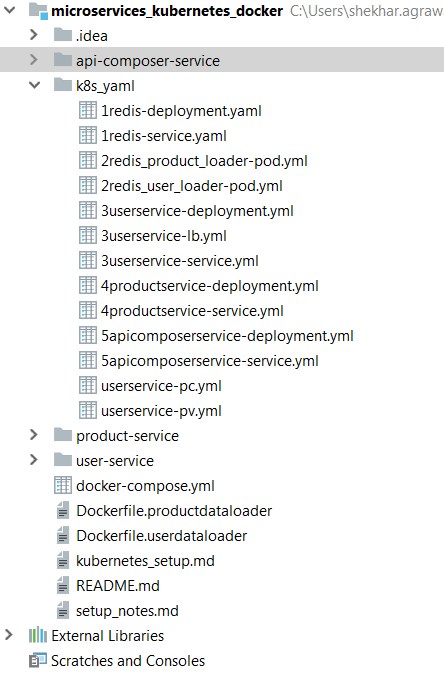 microservices_kubernetes_docker C:\Users\shekhar.agraw
.idea
api-composer-service
k8s_yaml
1redis-deployment.yaml
1redis-service.yaml
2redis_product_loader-pod.yml
2redis_user_loader-pod.yml
3userservice-deployment.yml
3userservice-lb.yml
3userservice-service.yml
4productservice-deployment.yml
4productservice-service.yml
5apicomposerservice-deployment.yml
5apicomposerservice-service.yml
userservice-pc.yml
userservice-pv.yml
product-service
user-service
docker-compose.yml
Dockerfile.productdataloader
Dockerfile.userdataloader
kubernetes_setup.md
README.md
setup_notes.md
External Libraries
Scratches and Consoles